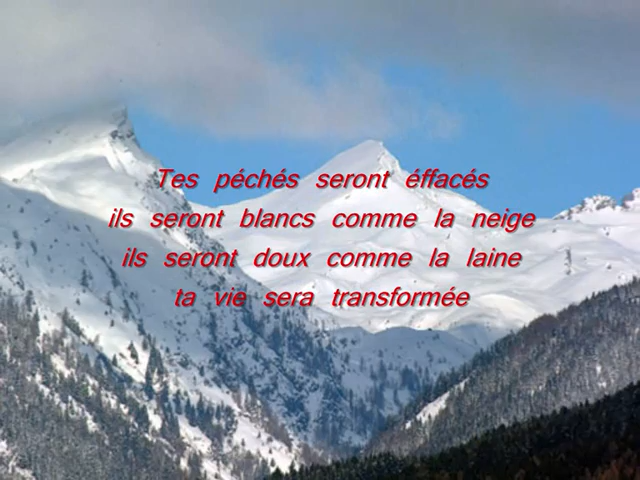 Tes péchés seront éffacés
ils seront blancs comme la neige
ils seront doux comme la laine
ta vie sera transformée